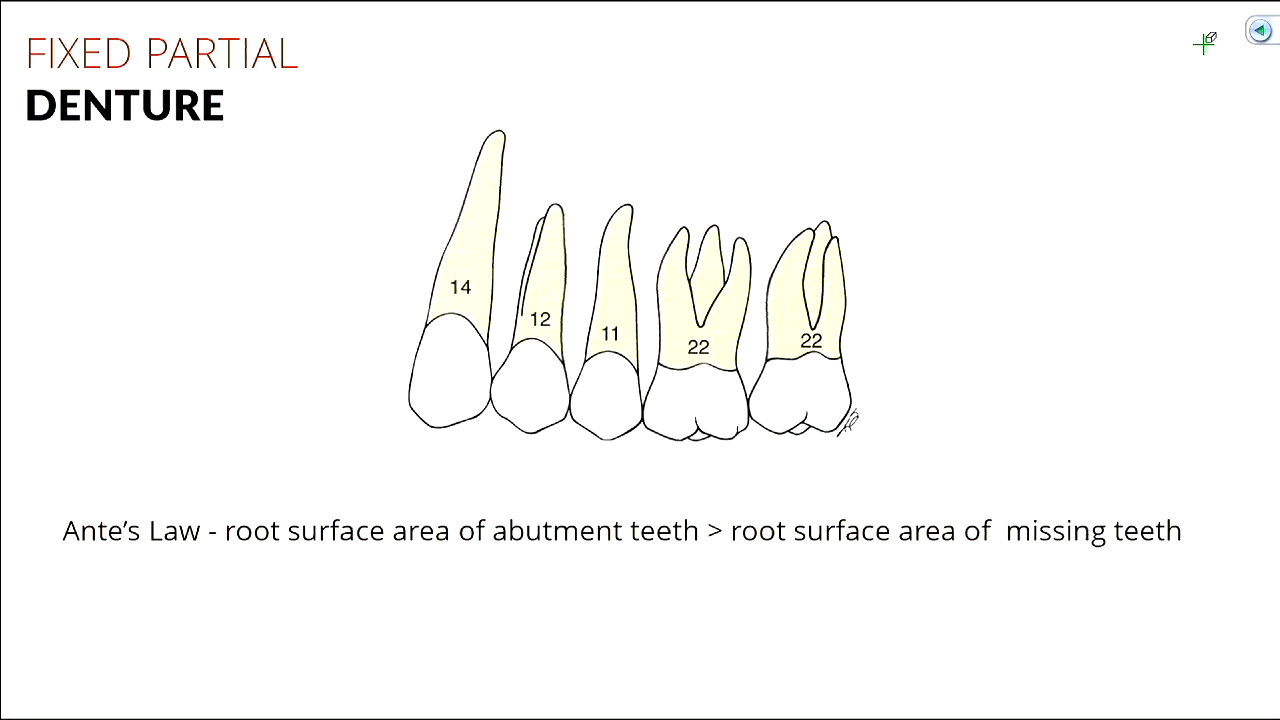 FIXED PARTIAL
DENTURE
14
12
11
22
22
Ante’s Law - root surface area of abutment teeth > root surface area of missing teeth